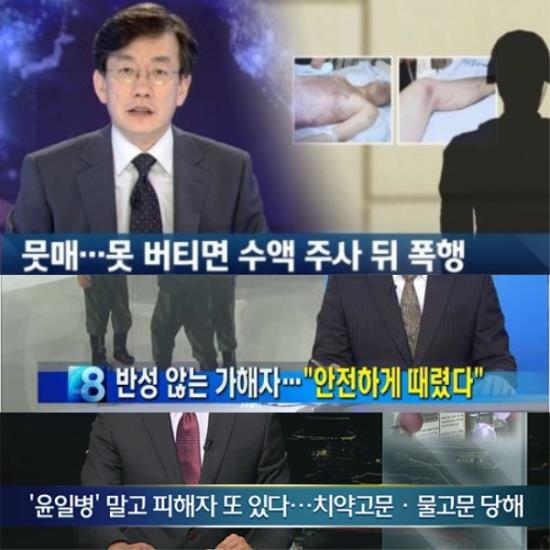 뭇매…못 버티면 수액 주사 뒤 폭행
8 반성 않는 가해자…"안전하게 때렸다"
'윤일병' 말고 피해자 또 있다…치약고문·물고문 당해